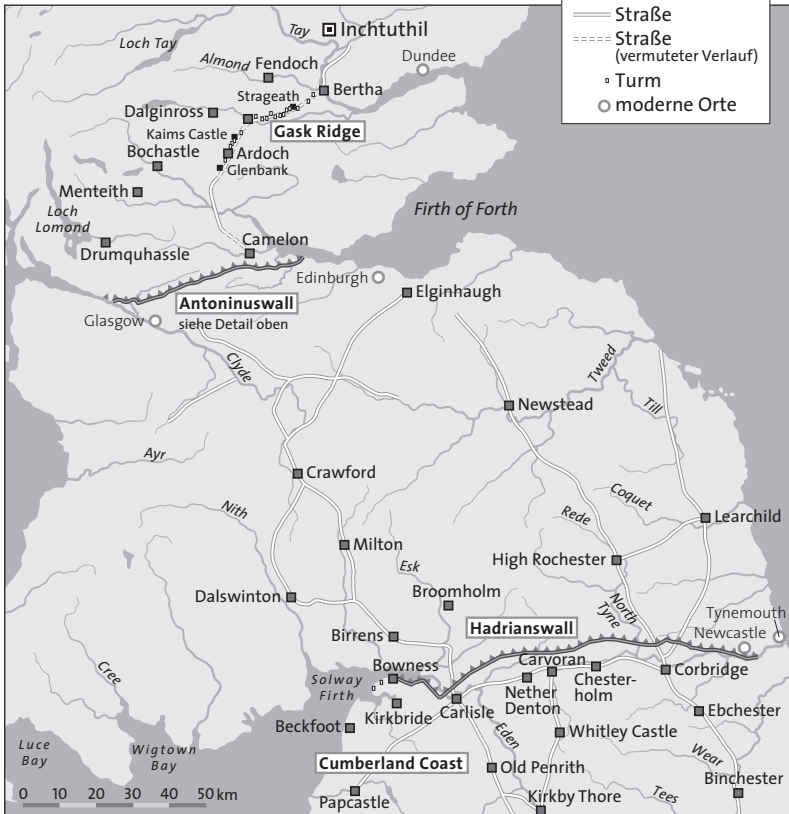 Straße
Straße
(vermuteter Verlauf)
Turm
moderne Orte
Tay
Inchtuthil
Loch Tay
Almond
Fendoch
Dundee
Bertha
Strageath
Dalginross
Gask Ridge
Kaims Castle
Bochastle
Ardoch
Glenbank
Menteith
Loch
Lomond
Firth of Forth
Drumquhassle
Camelon
Edinburgh
Elginhaugh
Antoninuswall
siehe Detail oben
Glasgow
Clyde
Tweed
Newstead
Till
Ayr
Crawford
Nith
Coquet
Rede
Learchild
Milton
High Rochester
Esk
Dalswinton
Broomholm
North
Tyne
Tynemouth
Newcastle
Hadrianswall
Birrens
Cree
Bowness
Carvoran
Corbridge
Solway
Firth
Chester-
holm
Nether
Denton
Kirkbride
Carlisle
Ebchester
Beckfoot
Eden
Whitley Castle
Luce
Bay
Wigtown
Bay
Wear
Cumberland Coast
Old Penrith
Binchester
Tees
Papcastle
Kirkby Thore
0 10 20 30 40 50 km